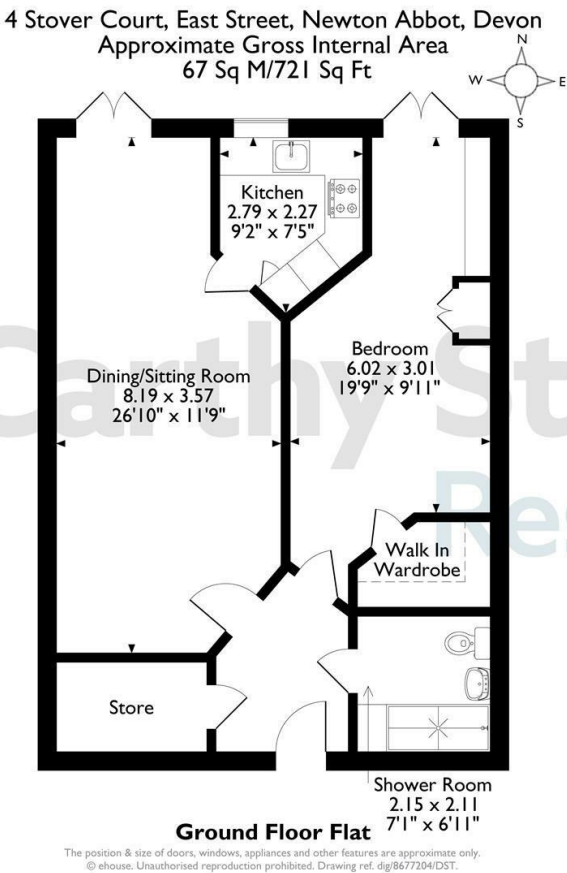 4 Stover Court, East Street, Newton Abbot, Devon
Approximate Gross Internal Area
67 Sq M/721 Sq Ft
N
W
E
S
Kitchen
2.79 x 2.27
9'2" x 7'5"
Dining/Sitting Room
8.19 x 3.57
26'10" x 11'9"
Bedroom
6.02 x 3.01
19'9" x 9'11"
Carthy St
Res
Walk In
Wardrobe
Store
Shower Room
2.15 x 2.11
7'1" x 6'11"
Ground Floor Flat
The position & size of doors, windows, appliances and other features are approximate only.
© ehouse. Unauthorised reproduction prohibited. Drawing ref. dig/8677204/DST.